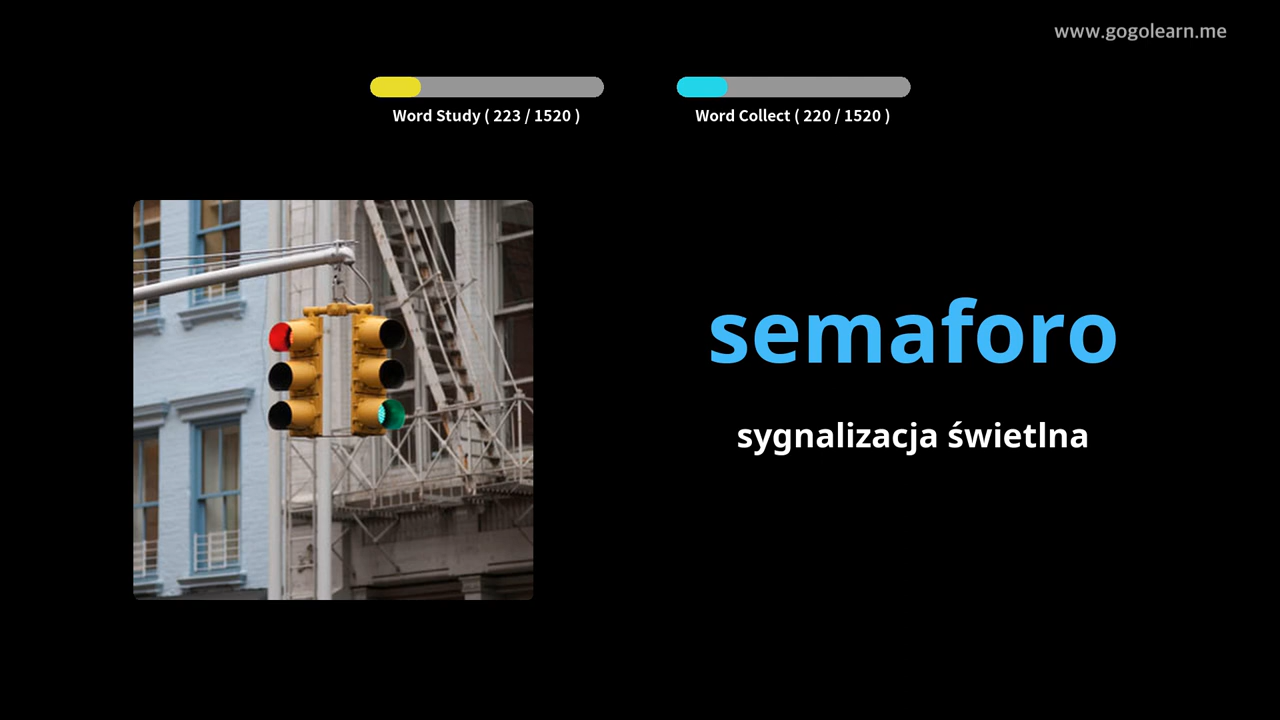 www.gogolearn.me
Word Study ( 223 / 1520 )
Word Collect ( 220 / 1520 )
semaforo
sygnalizacja świetlna